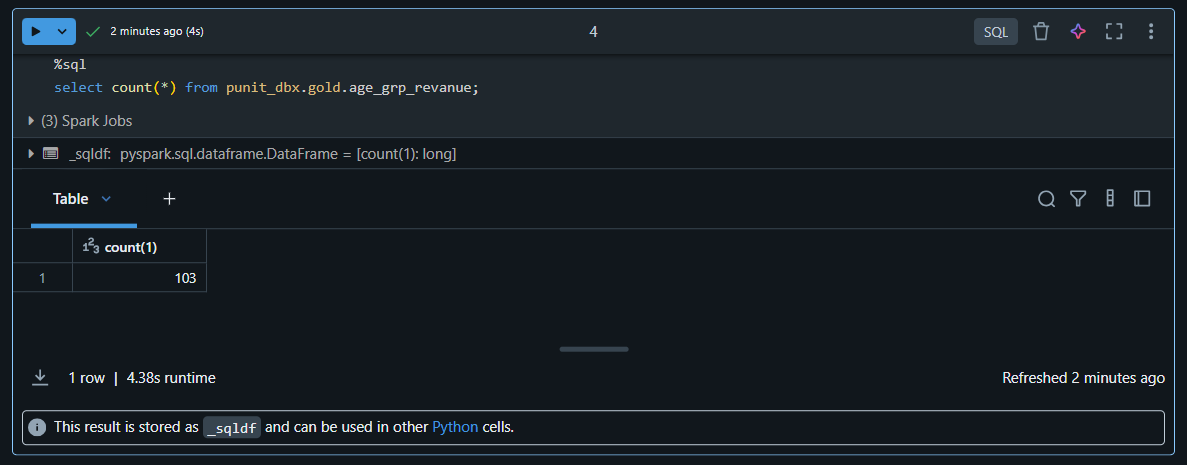 2 minutes ago (4s)
4
SQL
%sql
select count(*) from punit_dbx.gold.age_grp_revanue;
(3) Spark Jobs
_sqldf: pyspark.sql.dataframe.DataFrame = [count(1): long]
Table
+
123 count(1)
1 103
1 row | 4.38s runtime
Refreshed 2 minutes ago
This result is stored as _sqldf and can be used in other Python cells.